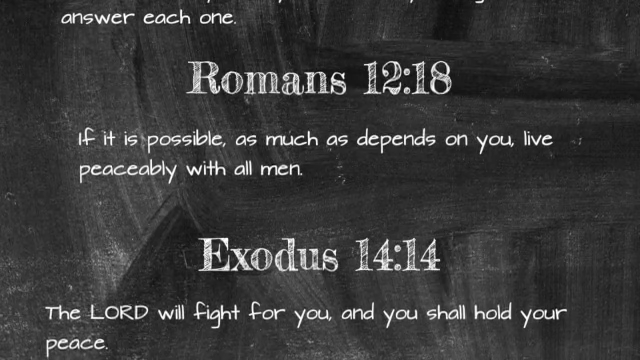 answer each one.
Romans 12:18
If it is possible, as much as depends on you, live
peaceably with all men.
Exodus 14:14
The LORD will fight for you, and you shall hold your
peace.